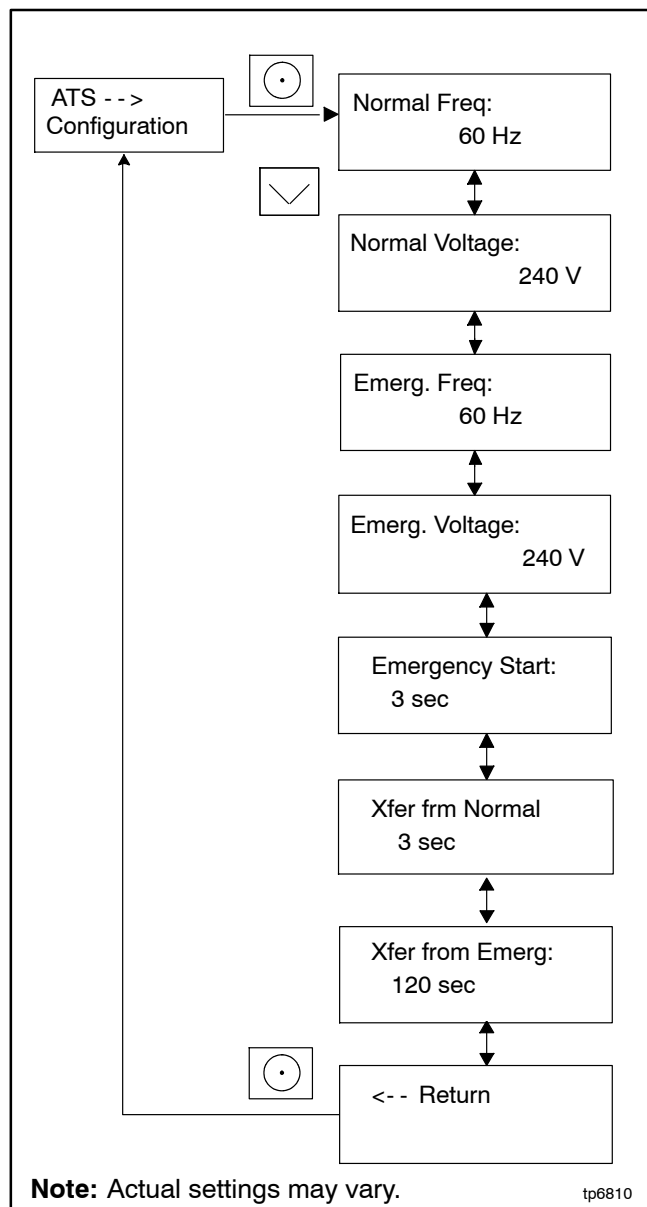 ATS - - >
Configuration
Normal Freq:
60 Hz
Normal Voltage:
240 V
Emerg. Freq:
60 Hz
Emerg. Voltage:
240 V
Emergency Start:
3 sec
Xfer frm Normal
3 sec
Xfer from Emerg:
120 sec
<- - Return
Note: Actual settings may vary.
tp6810